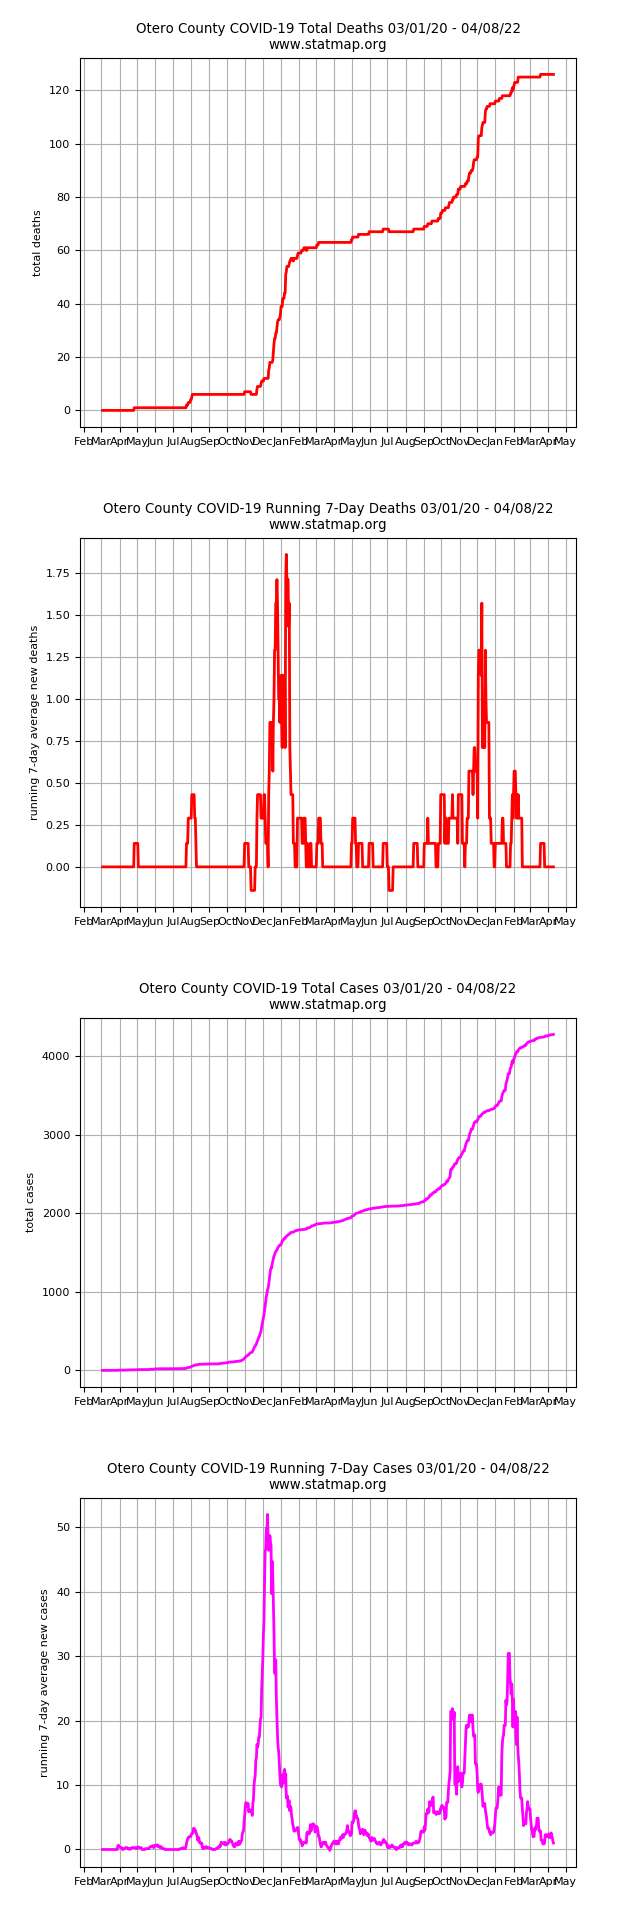 Otero County COVID-19 Total Deaths 03/01/20 - 04/08/22
www.statmap.org
total deaths
120
100
80
60
40
20
0
Feb Mar Apr May Jun Jul Aug Sep Oct Nov Dec Jan Feb Mar Apr May Jun Jul Aug Sep Oct Nov Dec Jan Feb Mar Apr May
Otero County COVID-19 Running 7-Day Deaths 03/01/20 - 04/08/22
www.statmap.org
running 7-day average new deaths
1.75
1.50
1.25
1.00
0.75
0.50
0.25
0.00
Feb Mar Apr May Jun Jul Aug Sep Oct Nov Dec Jan Feb Mar Apr May Jun Jul Aug Sep Oct Nov Dec Jan Feb Mar Apr May
Otero County COVID-19 Total Cases 03/01/20 - 04/08/22
www.statmap.org
total cases
4000
3000
2000
1000
0
Feb Mar Apr May Jun Jul Aug Sep Oct Nov Dec Jan Feb Mar Apr May Jun Jul Aug Sep Oct Nov Dec Jan Feb Mar Apr May
Otero County COVID-19 Running 7-Day Cases 03/01/20 - 04/08/22
www.statmap.org
running 7-day average new cases
50
40
30
20
10
0
Feb Mar Apr May Jun Jul Aug Sep Oct Nov Dec Jan Feb Mar Apr May Jun Jul Aug Sep Oct Nov Dec Jan Feb Mar Apr May